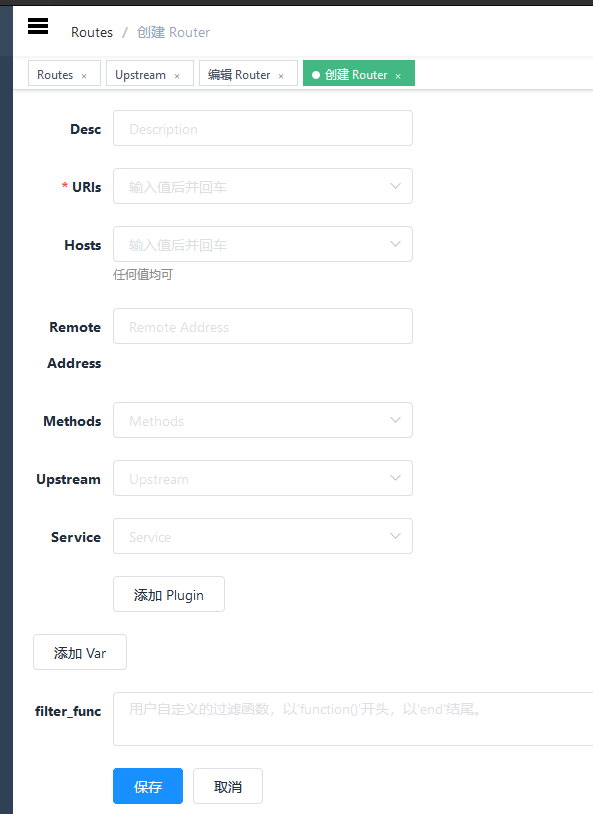 Routes / 创建 Router
Routes × Upstream × 编辑 Router × 创建 Router ×
Desc Description
* URIs 输入值后并回车
Hosts 输入值后并回车
任何值均可
Remote Address Remote Address
Methods Methods
Upstream Upstream
Service Service
添加 Plugin
添加 Var
filter_func 用户自定义的过滤函数，以'function()'开头，以'end'结尾。
保存 取消